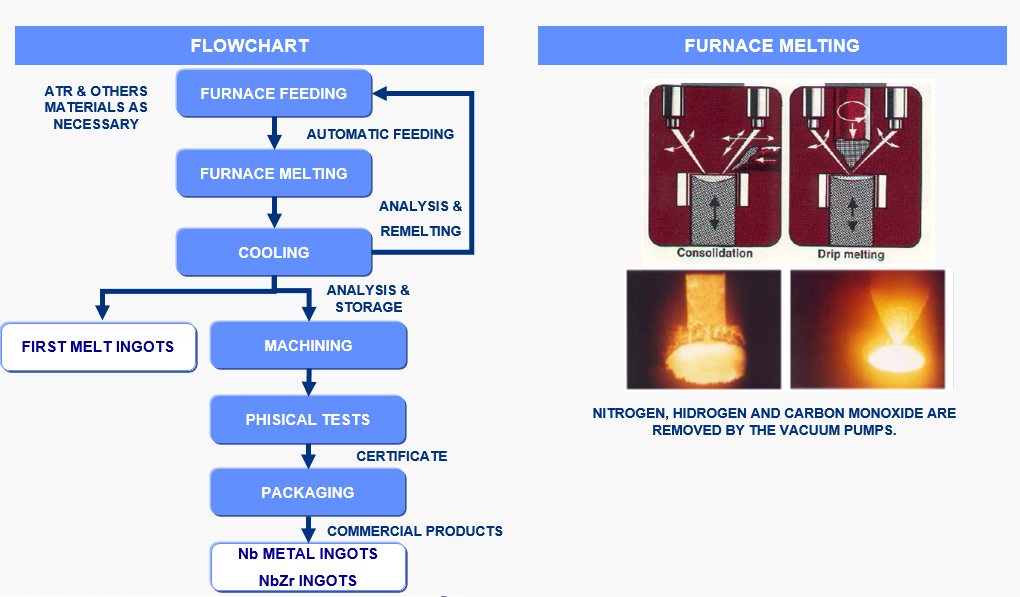 FLOWCHART
ATR & OTHERS
MATERIALS AS
NECESSARY
FURNACE FEEDING
AUTOMATIC FEEDING
FURNACE MELTING
ANALYSIS &
REMELTING
COOLING
ANALYSIS &
STORAGE
FIRST MELT INGOTS
MACHINING
PHISICAL TESTS
CERTIFICATE
PACKAGING
COMMERCIAL PRODUCTS
Nb METAL INGOTS
NbZr INGOTS
FURNACE MELTING
Consolidation
Drip melting
NITROGEN, HIDROGEN AND CARBON MONOXIDE ARE
REMOVED BY THE VACUUM PUMPS.